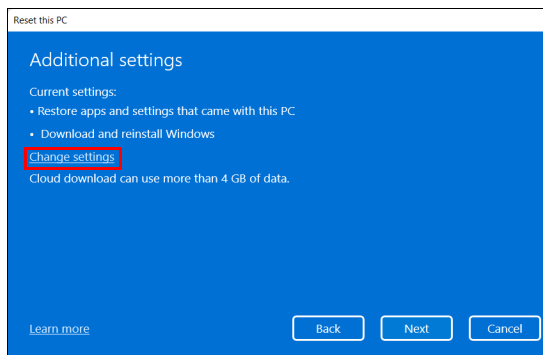 Reset this PC
Additional settings
Current settings:
• Restore apps and settings that came with this PC
• Download and reinstall Windows
Change settings
Cloud download can use more than 4 GB of data.
Learn more
Back
Next
Cancel